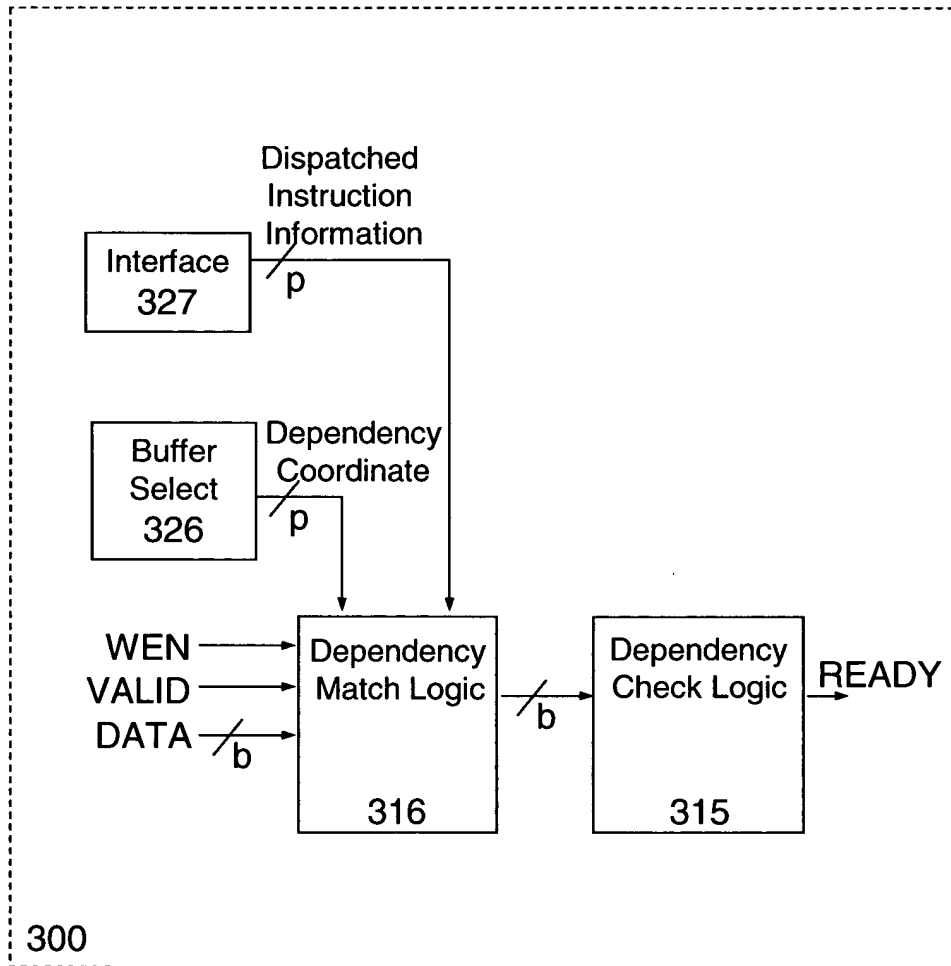 Dispatched
Instruction
Information
Interface
327
p
Buffer
Select
326
Dependency
Coordinate
p
WEN
VALID
DATA
b
Dependency
Match Logic
316
b
Dependency
Check Logic
315
READY
300